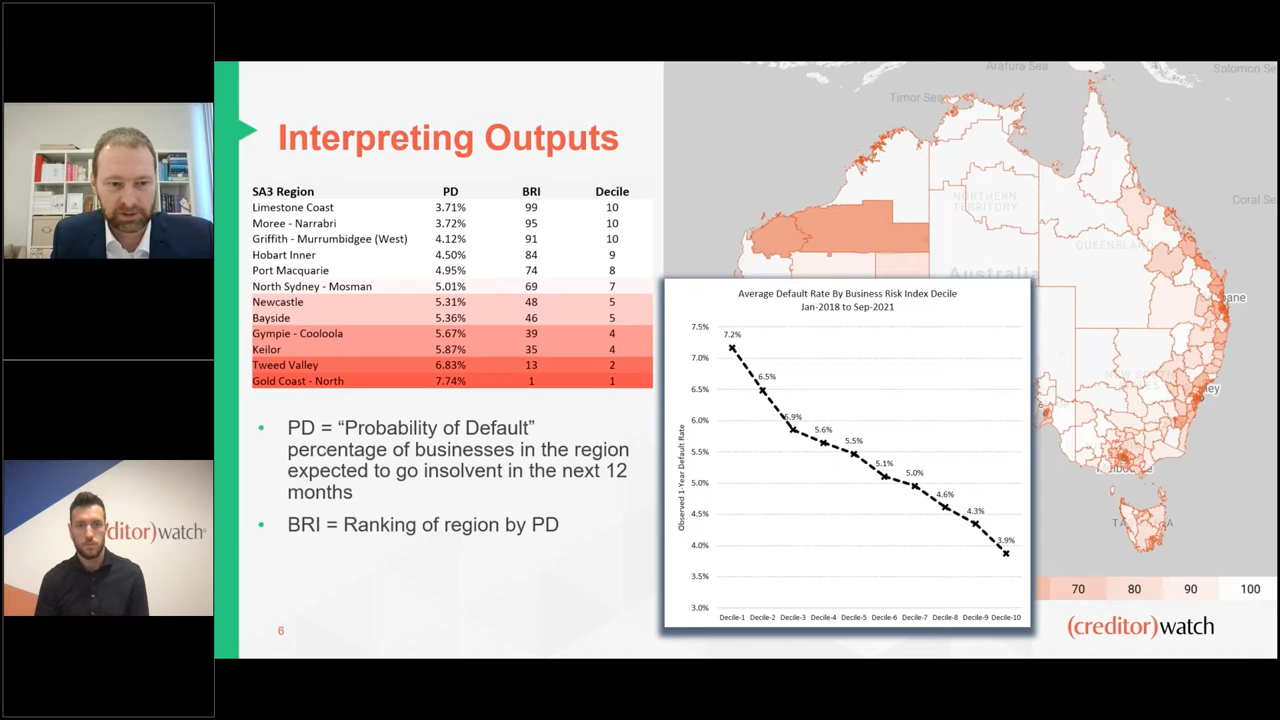 Interpreting Outputs
SA3 Region PD BRI Decile
Limestone Coast 3.71% 99 10
Moree - Narrabri 3.72% 95 10
Griffith - Murrumbidgee (West) 4.12% 91 10
Hobart Inner 4.50% 84 9
Port Macquarie 4.95% 74 8
North Sydney - Mosman 5.01% 69 7
Newcastle 5.31% 48 5
Bayside 5.36% 46 5
Gympie - Cooloola 5.67% 39 4
Keilor 5.87% 35 4
Tweed Valley 6.83% 13 2
Gold Coast - North 7.74% 1 1
• PD = “Probability of Default”
percentage of businesses in the region
expected to go insolvent in the next 12
months
• BRI = Ranking of region by PD
6
Arafura Sea
Solomon Se
Timor Sea
Coral Se
NORTHERN
TERRITORY
QUEENSLAND
Australia
Average Default Rate By Business Risk Index Decile
Jan-2018 to Sep-2021
Observed 1-Year Default Rate
7.5%
7.0%
6.5%
6.0%
5.5%
5.0%
4.5%
4.0%
3.5%
3.0%
7.2%
6.5%
5.9%
5.6%
5.5%
5.1%
5.0%
4.6%
4.3%
3.9%
Decile-1 Decile-2 Decile-3 Decile-4 Decile-5 Decile-6 Decile-7 Decile-8 Decile-9 Decile-10
70 80 90 100
(creditor)watch
ditor)watch